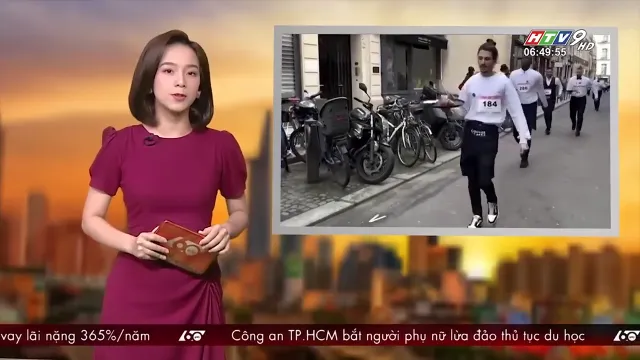 HTV9 HD
06:49:55
184
vay lãi nặng 365%/năm 60 Công an TP.HCM bắt người phụ nữ lừa đảo thủ tục du học